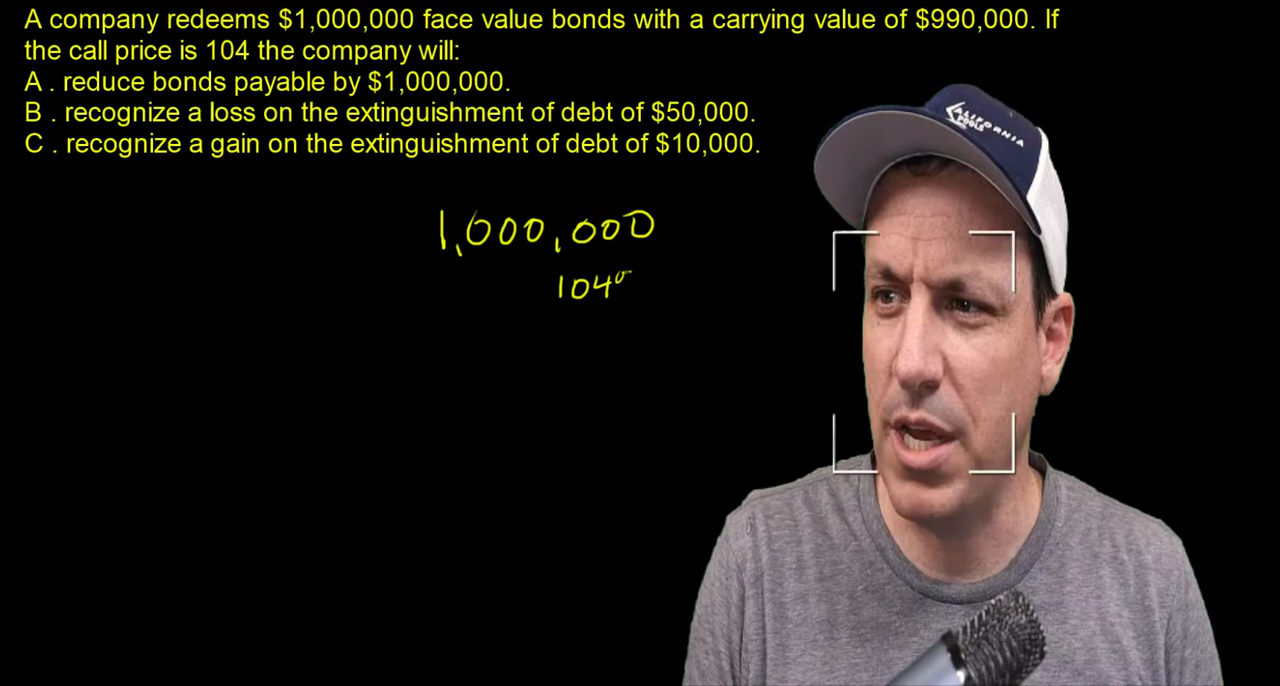 A company redeems $1,000,000 face value bonds with a carrying value of $990,000. If
the call price is 104 the company will:
A . reduce bonds payable by $1,000,000.
B . recognize a loss on the extinguishment of debt of $50,000.
C . recognize a gain on the extinguishment of debt of $10,000.
CALIFORNIA
POOLS
1,000,000
104